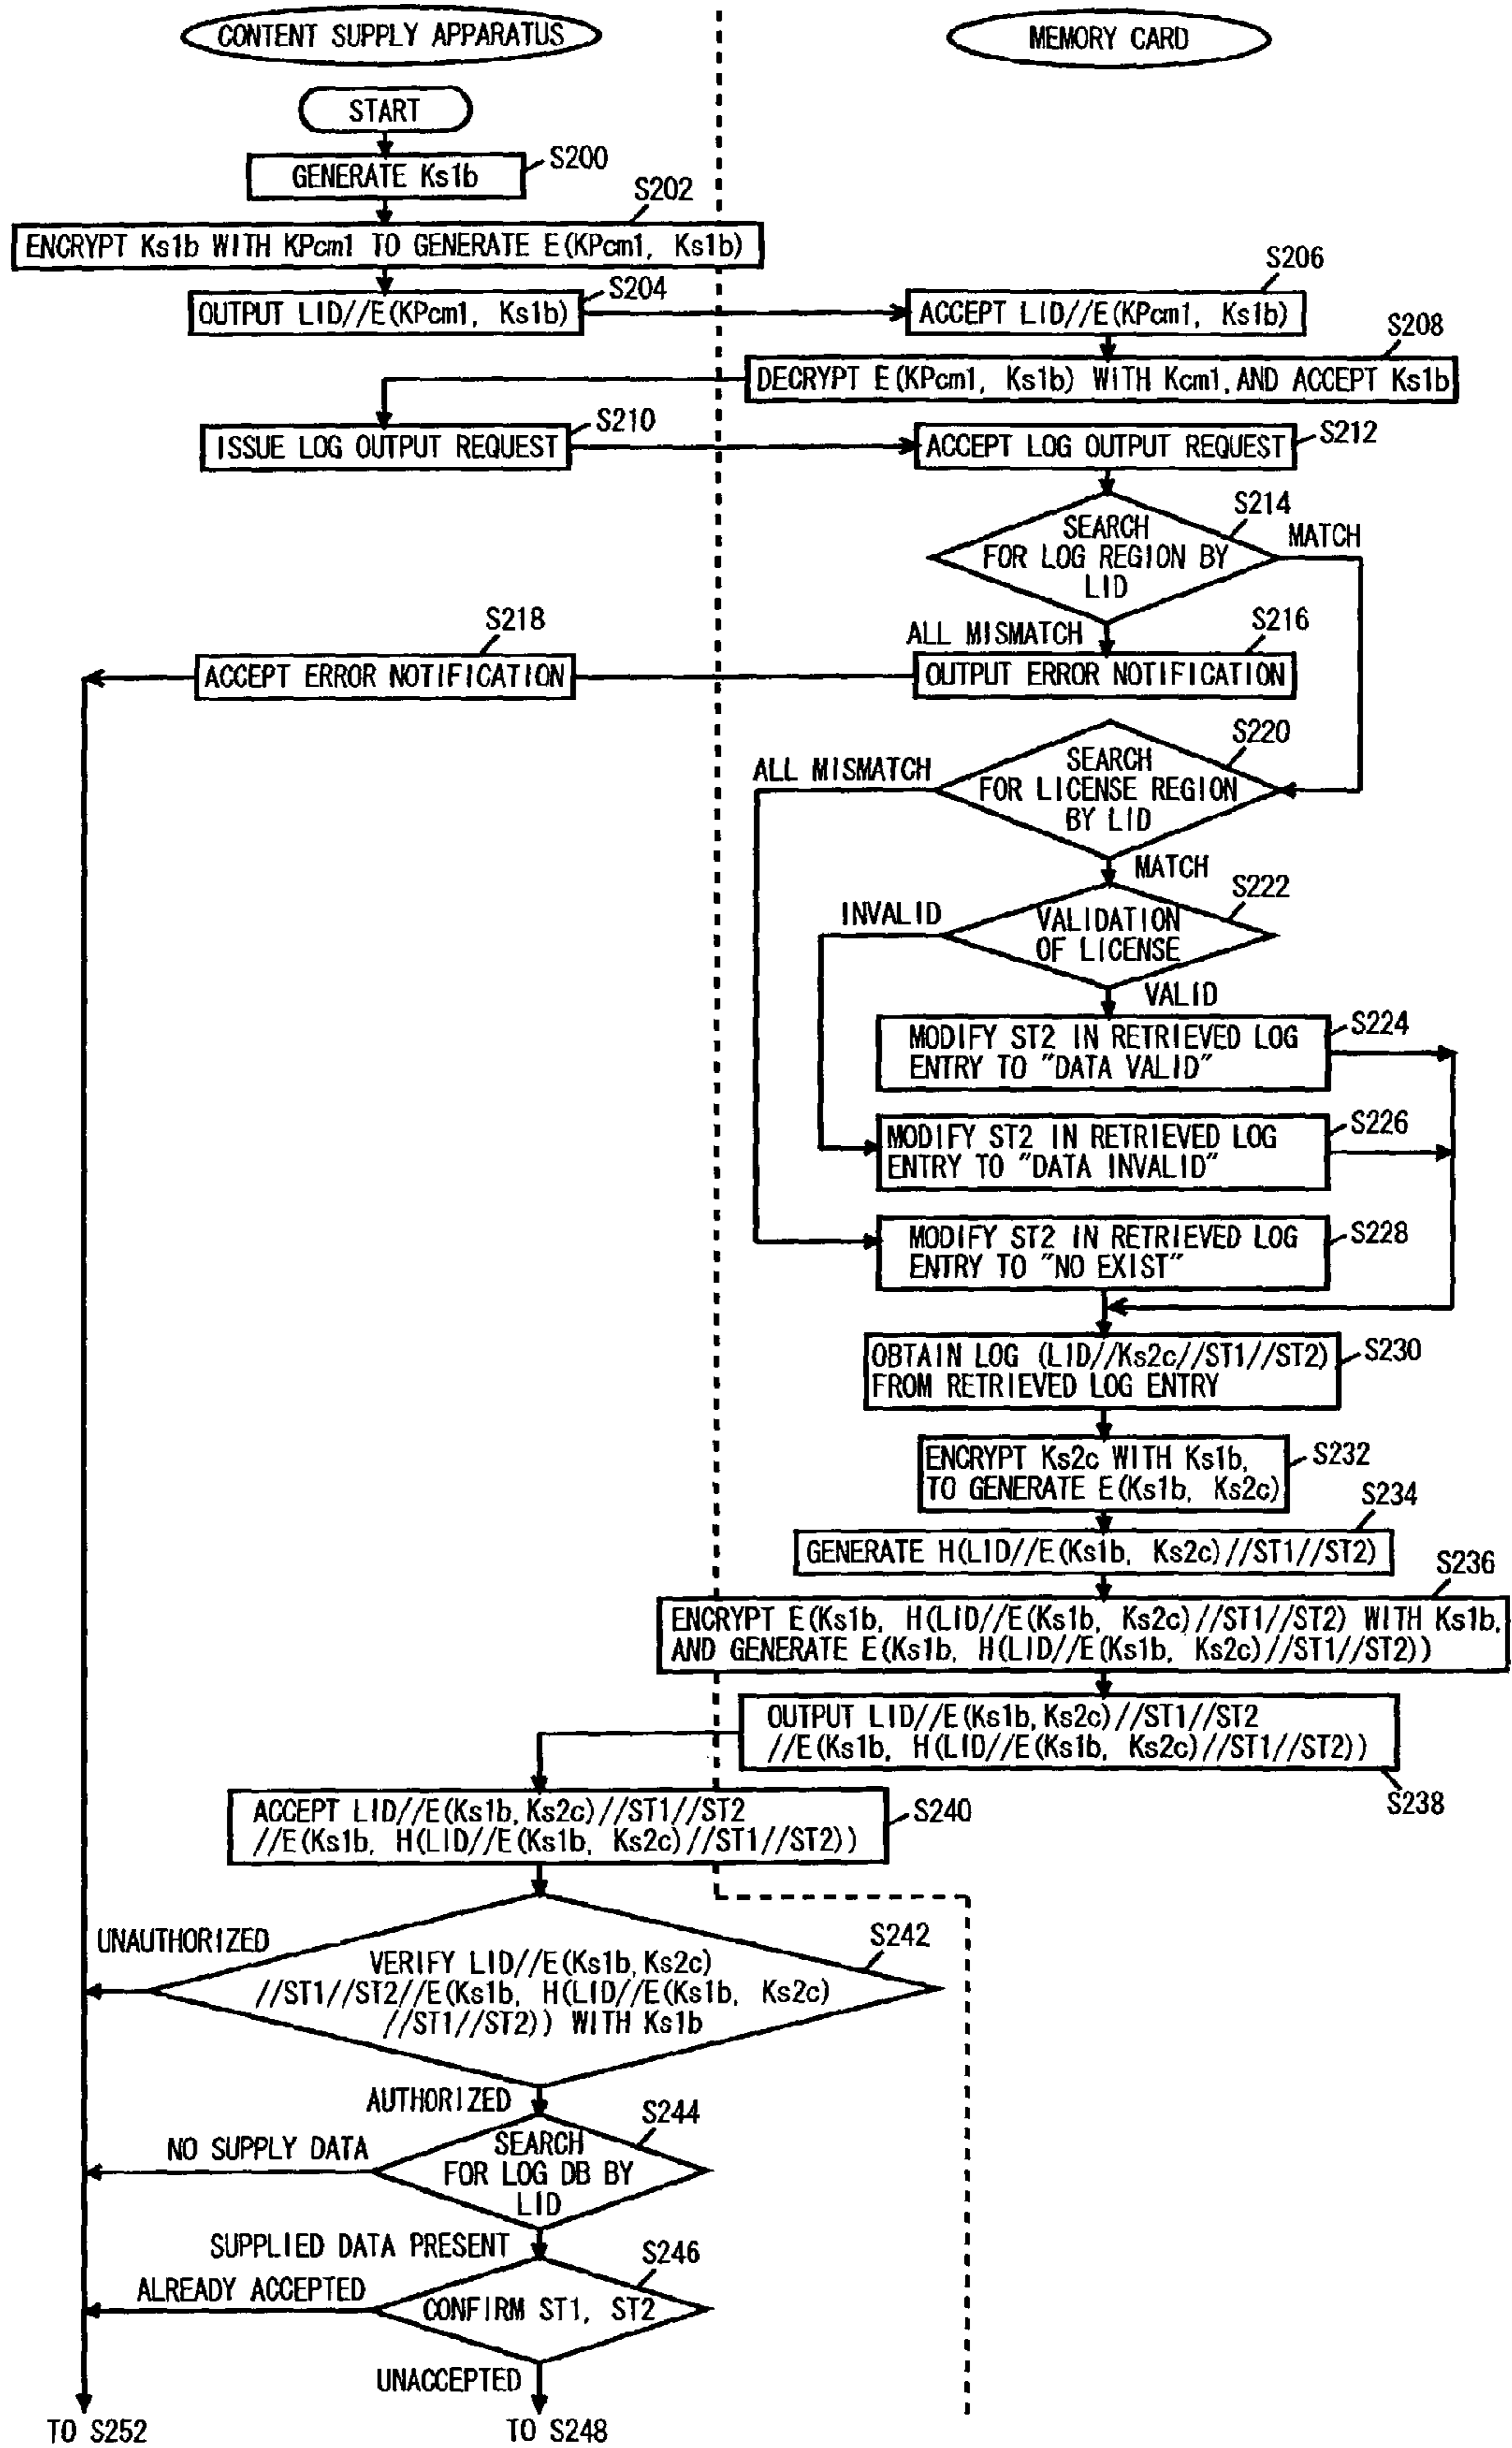 CONTENT SUPPLY APPARATUS
MEMORY CARD
START
GENERATE Ks1b
S200
S202
ENCRYPT Ks1b WITH KPcm1 TO GENERATE E(KPcm1, Ks1b)
OUTPUT LID//E(KPcm1, Ks1b)
S204
S206
ACCEPT LID//E(KPcm1, Ks1b)
S208
DECRYPT E(KPcm1, Ks1b) WITH Kcm1, AND ACCEPT Ks1b
S210
ISSUE LOG OUTPUT REQUEST
ACCEPT LOG OUTPUT REQUEST
S212
S214
SEARCH
FOR LOG REGION BY
LID
MATCH
ALL MISMATCH
S216
OUTPUT ERROR NOTIFICATION
S218
ACCEPT ERROR NOTIFICATION
S220
SEARCH
FOR LICENSE REGION
BY LID
ALL MISMATCH
MATCH
S222
VALIDATION
OF LICENSE
INVALID
VALID
MODIFY ST2 IN RETRIEVED LOG
ENTRY TO "DATA VALID"
S224
MODIFY ST2 IN RETRIEVED LOG
ENTRY TO "DATA INVALID"
S226
MODIFY ST2 IN RETRIEVED LOG
ENTRY TO "NO EXIST"
S228
OBTAIN LOG (LID//Ks2c//ST1//ST2)
FROM RETRIEVED LOG ENTRY
S230
ENCRYPT Ks2c WITH Ks1b,
TO GENERATE E(Ks1b, Ks2c)
S232
S234
GENERATE H(LID//E(Ks1b, Ks2c)//ST1//ST2)
S236
ENCRYPT E(Ks1b, H(LID//E(Ks1b, Ks2c)//ST1//ST2) WITH Ks1b,
AND GENERATE E(Ks1b, H(LID//E(Ks1b, Ks2c)//ST1//ST2))
OUTPUT LID//E(Ks1b,Ks2c)//ST1//ST2
//E(Ks1b, H(LID//E(Ks1b, Ks2c)//ST1//ST2))
S238
ACCEPT LID//E(Ks1b,Ks2c)//ST1//ST2
//E(Ks1b, H(LID//E(Ks1b, Ks2c)//ST1//ST2))
S240
UNAUTHORIZED
S242
VERIFY LID//E(Ks1b,Ks2c)
//ST1//ST2//E(Ks1b, H(LID//E(Ks1b, Ks2c)
//ST1//ST2)) WITH Ks1b
AUTHORIZED
S244
NO SUPPLY DATA
SEARCH
FOR LOG DB BY
LID
SUPPLIED DATA PRESENT
S246
ALREADY ACCEPTED
CONFIRM ST1, ST2
UNACCEPTED
TO S252
TO S248